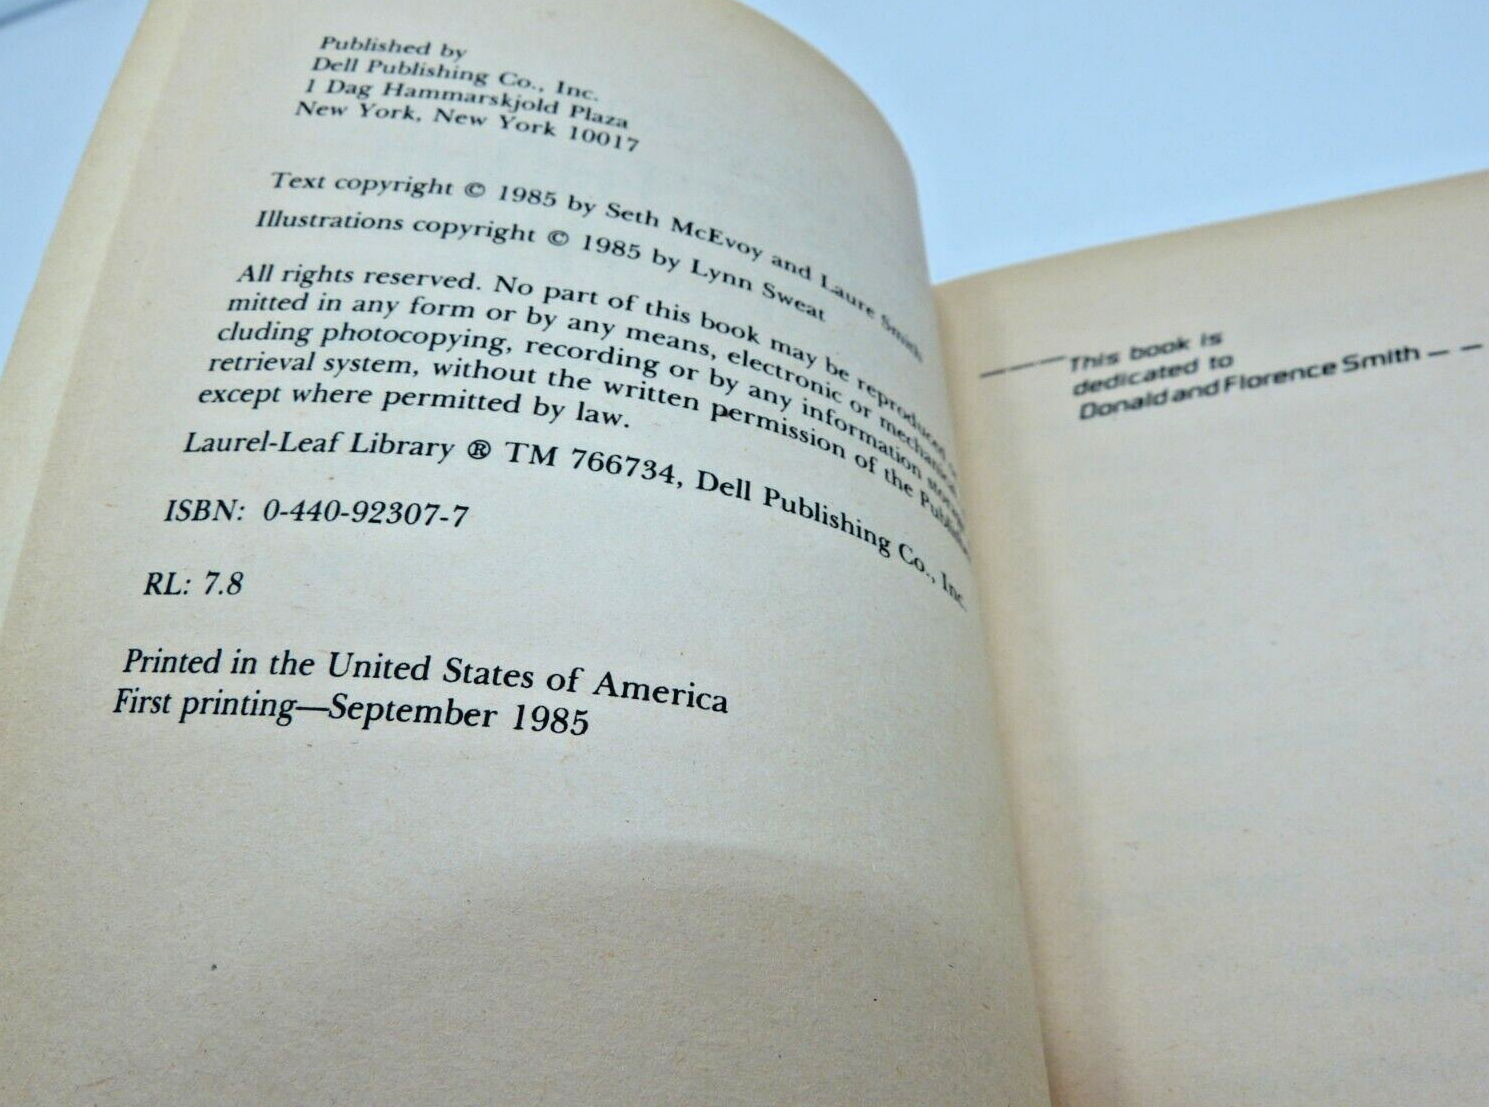 Published by
Dell Publishing Co., Inc.
1 Dag Hammarskjold Plaza
New York, New York 10017
Text copyright © 1985 by Seth McEvoy and Laure Smith
Illustrations copyright © 1985 by Lynn Sweat
All rights reserved. No part of this book may be reproduced
mitted in any form or by any means, electronic or mechanical
cluding photocopying, recording or by any information storage
retrieval system, without the written permission of the Publisher
except where permitted by law.
Laurel-Leaf Library ® TM 766734, Dell Publishing Co., Inc.
ISBN: 0-440-92307-7
RL: 7.8
Printed in the United States of America
First printing—September 1985
———This book is
dedicated to
Donald and Florence Smith — —